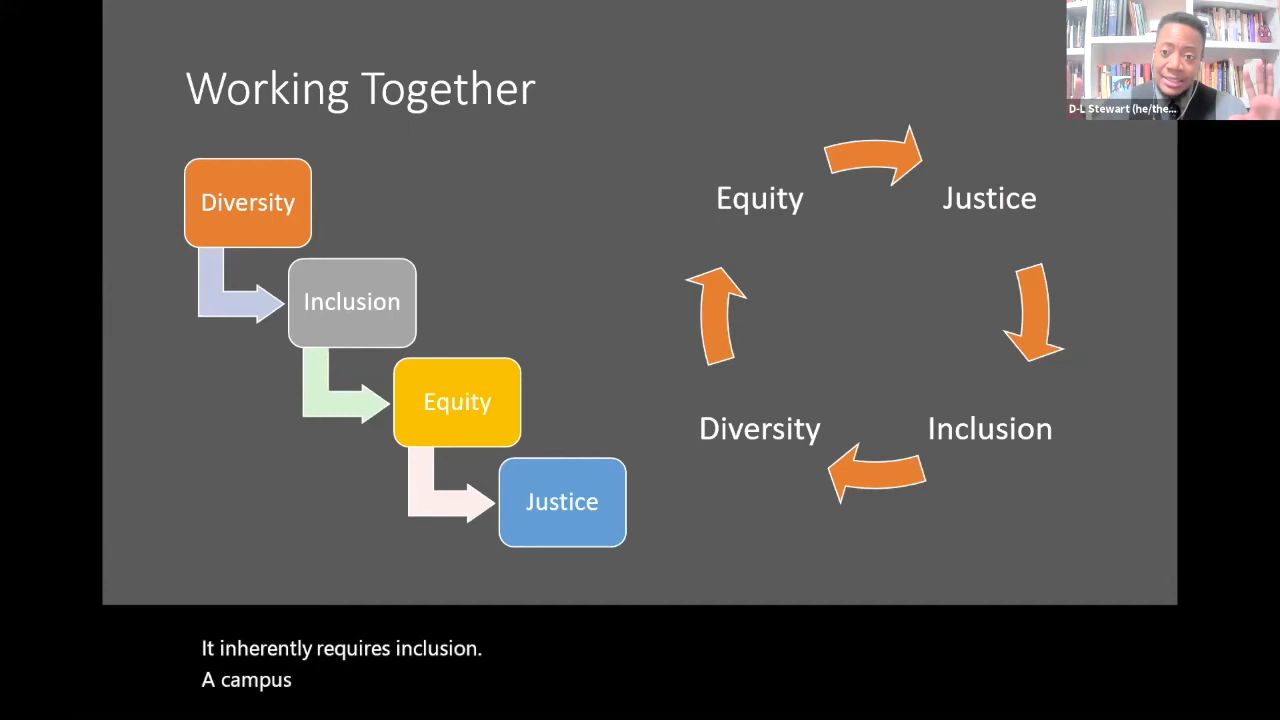 Working Together
Diversity
Inclusion
Equity
Justice
Equity
Justice
Inclusion
Diversity
D-L Stewart (he/the...
It inherently requires inclusion.
A campus